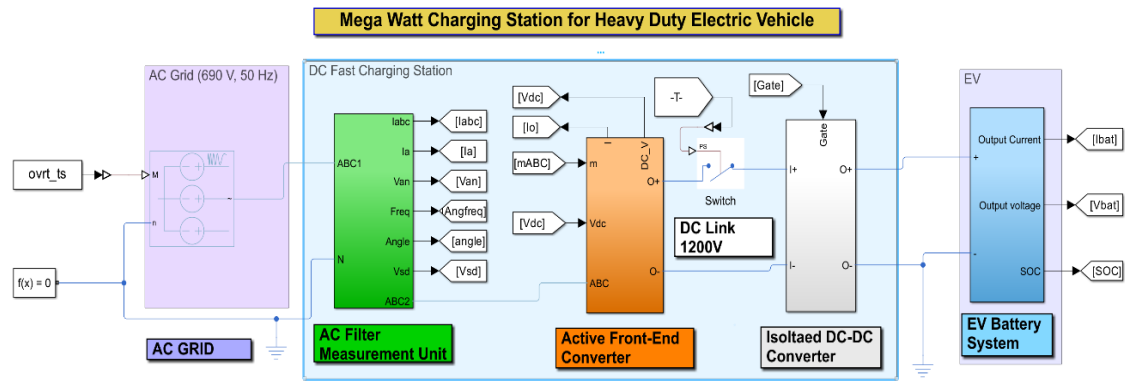 Mega Watt Charging Station for Heavy Duty Electric Vehicle
...
AC Grid (690 V, 50 Hz)
DC Fast Charging Station
EV
ovrt_ts
M
n
~
f(x) = 0
AC GRID
ABC1
N
Iabc
Ia
Van
Freq
Angle
Vsd
ABC2
[Iabc]
[Ia]
[Van]
[Angfreq]
[angle]
[Vsd]
AC Filter
Measurement Unit
[Vdc]
[Io]
[mABC]
[Vdc]
I
DC_V
m
Vdc
ABC
O+
O-
Active Front-End
Converter
-T-
PS
Switch
DC Link
1200V
[Gate]
Gate
I+
I-
O+
O-
Isoltaed DC-DC
Converter
+
-
Output Current
Output voltage
SOC
[Ibat]
[Vbat]
[SOC]
EV Battery
System